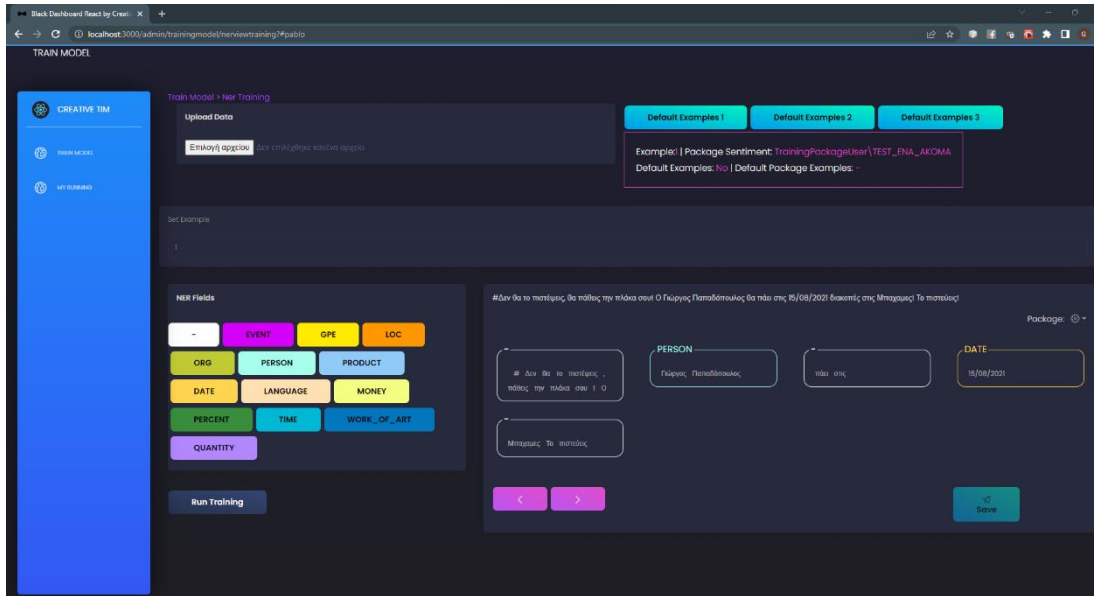 Black Dashboard React by Creati
localhost:3000/admin/trainingmodel/nerviewtraining?#pablo
TRAIN MODEL
CREATIVE TIM
TRAIN MODEL
MY RUNNING
Train Model > Ner Training
Upload Data
Επιλογή αρχείου Δεν επιλέχθηκε κανένα αρχείο.
Default Examples 1
Default Examples 2
Default Examples 3
Example:1 | Package Sentiment: TrainingPackageUser\TEST_ENA_AKOMA
Default Examples: No | Default Package Examples: -
Set Example
1
NER Fields
- EVENT GPE LOC
ORG PERSON PRODUCT
DATE LANGUAGE MONEY
PERCENT TIME WORK_OF_ART
QUANTITY
Run Training
#Δεν θα το πιστέψεις, θα πάθεις την πλάκα σου! Ο Γιώργος Παπαδόπουλος θα πάει στις 15/08/2021 διακοπές στις Μπαχαμες! Το πιστεύεις!
Package:
-
# Δεν θα το πιστέψεις ,
πάθεις την πλάκα σου ! Ο
PERSON
Γιώργος Παπαδόπουλος
-
πάει στις
DATE
15/08/2021
-
Μπαχαμες Το πιστεύεις
< >
Save